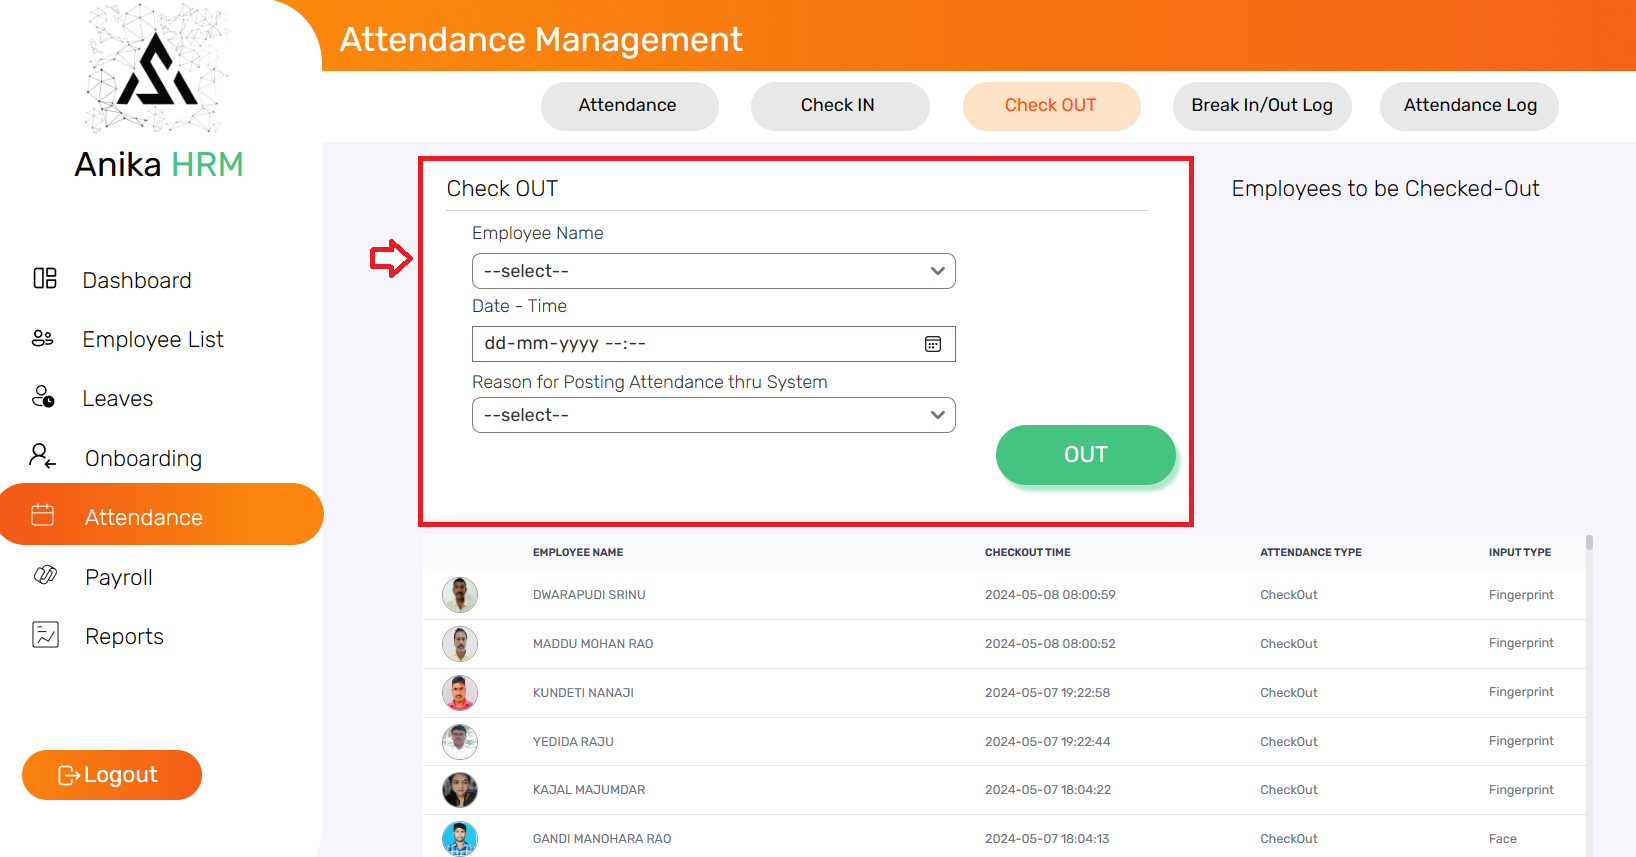 Attendance Management
Attendance
Check IN
Check OUT
Break In/Out Log
Attendance Log
Anika HRM
Dashboard
Employee List
Leaves
Onboarding
Attendance
Payroll
Reports
Logout
Check OUT
Employee Name
--select--
Date - Time
dd-mm-yyyy --:--
Reason for Posting Attendance thru System
--select--
OUT
Employees to be Checked-Out
EMPLOYEE NAME CHECKOUT TIME ATTENDANCE TYPE INPUT TYPE
DWARAPUDI SRINU 2024-05-08 08:00:59 CheckOut Fingerprint
MADDU MOHAN RAO 2024-05-08 08:00:52 CheckOut Fingerprint
KUNDETI NANAJI 2024-05-07 19:22:58 CheckOut Fingerprint
YEDIDA RAJU 2024-05-07 19:22:44 CheckOut Fingerprint
KAJAL MAJUMDAR 2024-05-07 18:04:22 CheckOut Fingerprint
GANDI MANOHARA RAO 2024-05-07 18:04:13 CheckOut Face